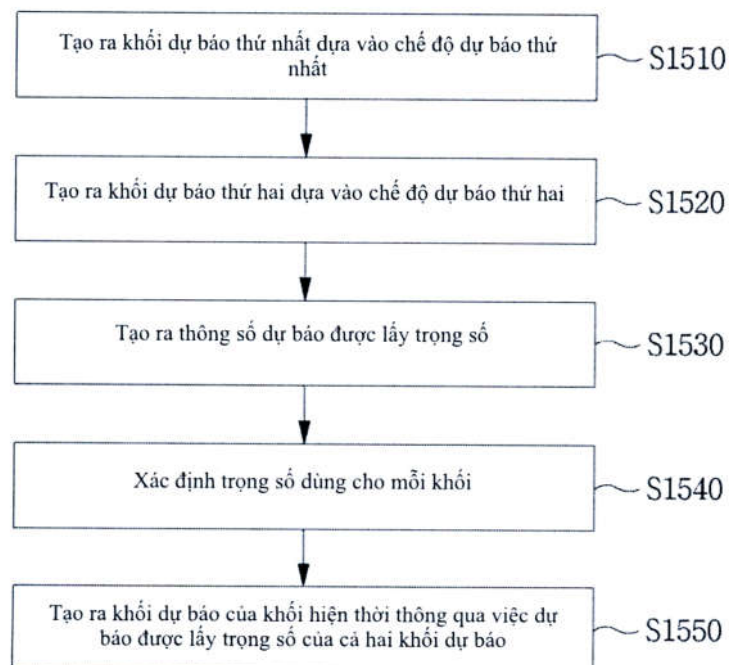 Tạo ra khối dự báo thứ nhất dựa vào chế độ dự báo thứ
nhất
S1510
Tạo ra khối dự báo thứ hai dựa vào chế độ dự báo thứ hai
S1520
Tạo ra thông số dự báo được lấy trọng số
S1530
Xác định trọng số dùng cho mỗi khối
S1540
Tạo ra khối dự báo của khối hiện thời thông qua việc dự
báo được lấy trọng số của cả hai khối dự báo
S1550